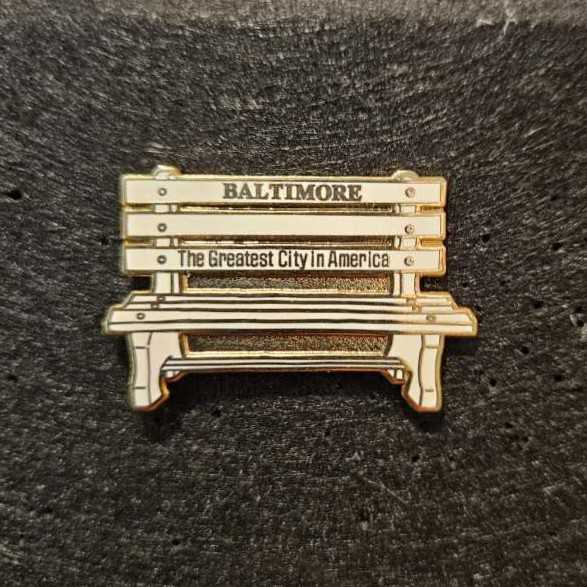 BALTIMORE
The Greatest City in America